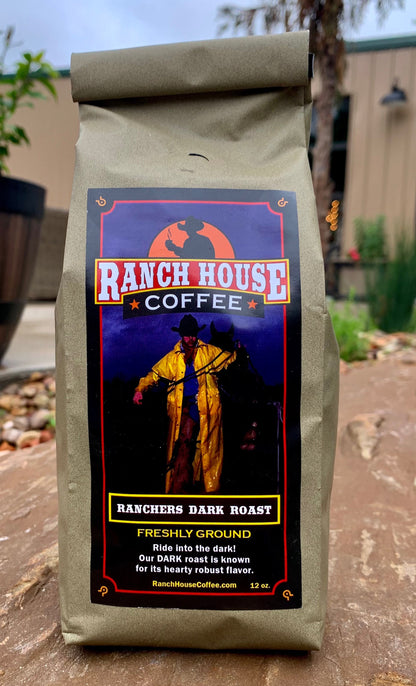 RANCH HOUSE
COFFEE
RANCHERS DARK ROAST
FRESHLY GROUND
Ride into the dark!
Our DARK roast is known
for its hearty robust flavor.
RanchHouseCoffee.com 12 oz.